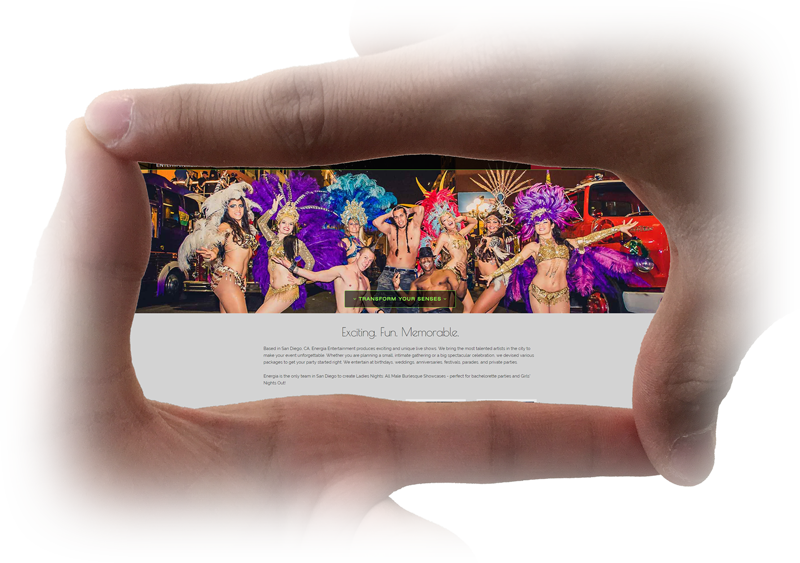 ~ TRANSFORM YOUR SENSES ~
Exciting. Fun. Memorable.
Based in San Diego, CA, Energia Entertainment produces exciting and unique live shows. We bring the most talented artists in the city to
make your event unforgettable. Whether you are planning a small, intimate gathering or a big spectacular celebration, we devised various
packages to get your party started right. We entertain at birthdays, weddings, anniversaries, festivals, parades, and private parties.
Energia is the only team in San Diego to create Ladies Nights: All Male Burlesque Showcases - perfect for bachelorette parties and Girls'
Nights Out!